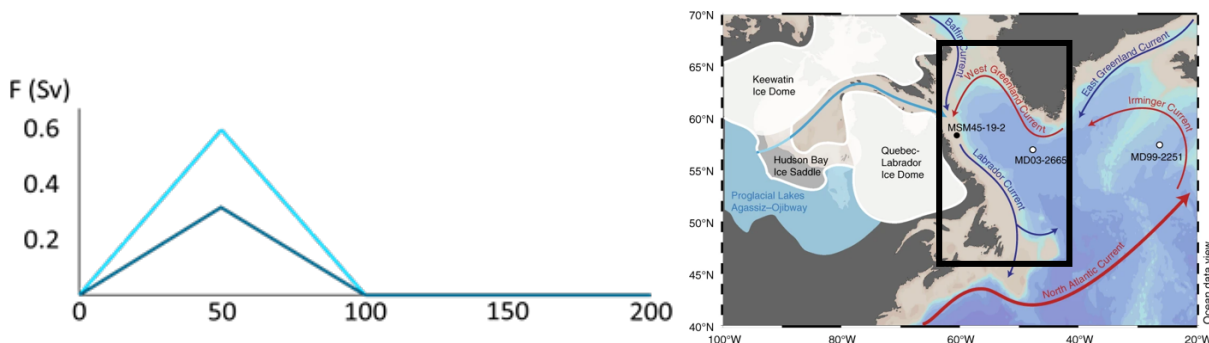 F (Sv)
0.6
0.4
0.2
0
50
100
150
200
70°N
65°N
60°N
55°N
50°N
45°N
40°N
100°W
80°W
60°W
40°W
20°W
Baffin Current
West Greenland Current
East Greenland Current
Irminger Current
Keewatin
Ice Dome
MSM45-19-2
MD03-2665
MD99-2251
Hudson Bay
Ice Saddle
Quebec-
Labrador
Ice Dome
Labrador Current
Proglacial Lakes
Agassiz–Ojibway
North Atlantic Current
Ocean data view